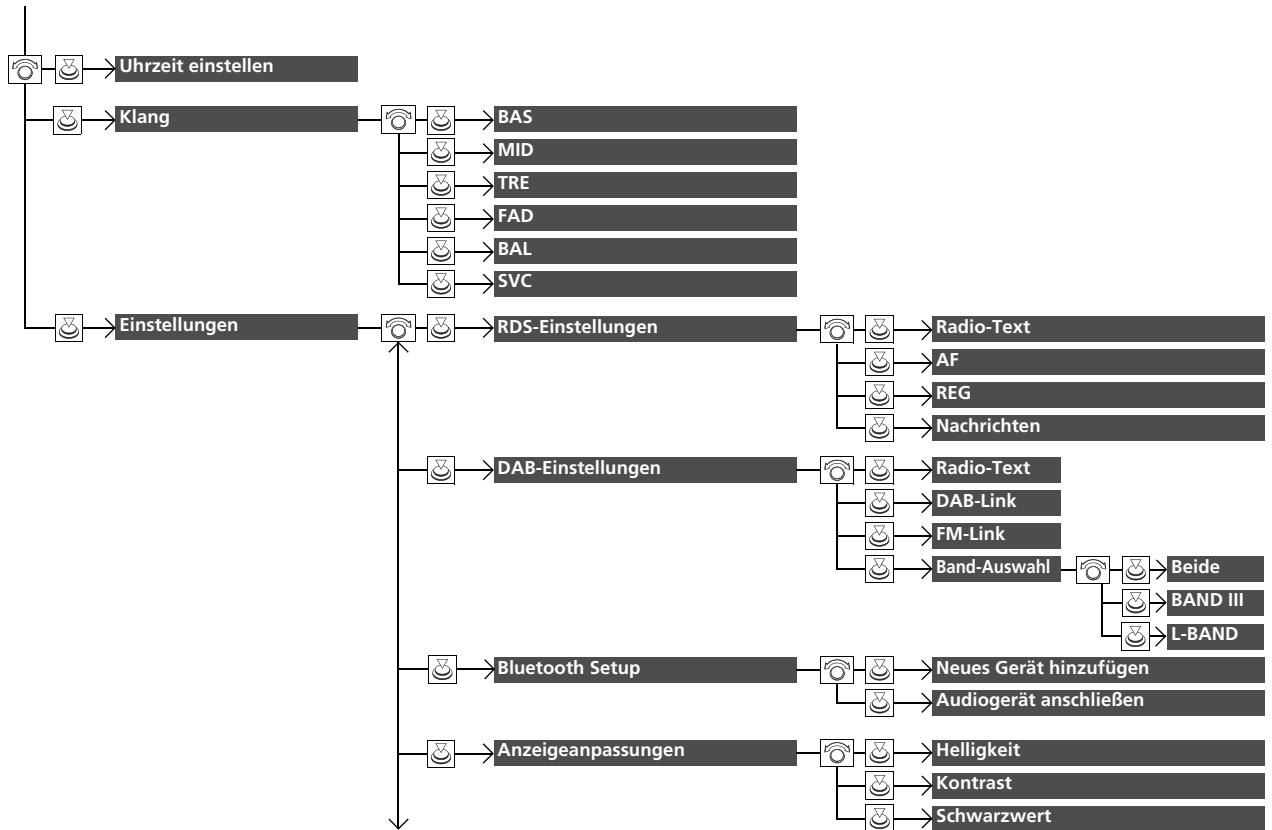 Uhrzeit einstellen
Klang
BAS
MID
TRE
FAD
BAL
SVC
Einstellungen
RDS-Einstellungen
Radio-Text
AF
REG
Nachrichten
DAB-Einstellungen
Radio-Text
DAB-Link
FM-Link
Band-Auswahl
Beide
BAND III
L-BAND
Bluetooth Setup
Neues Gerät hinzufügen
Audiogerät anschließen
Anzeigeanpassungen
Helligkeit
Kontrast
Schwarzwert